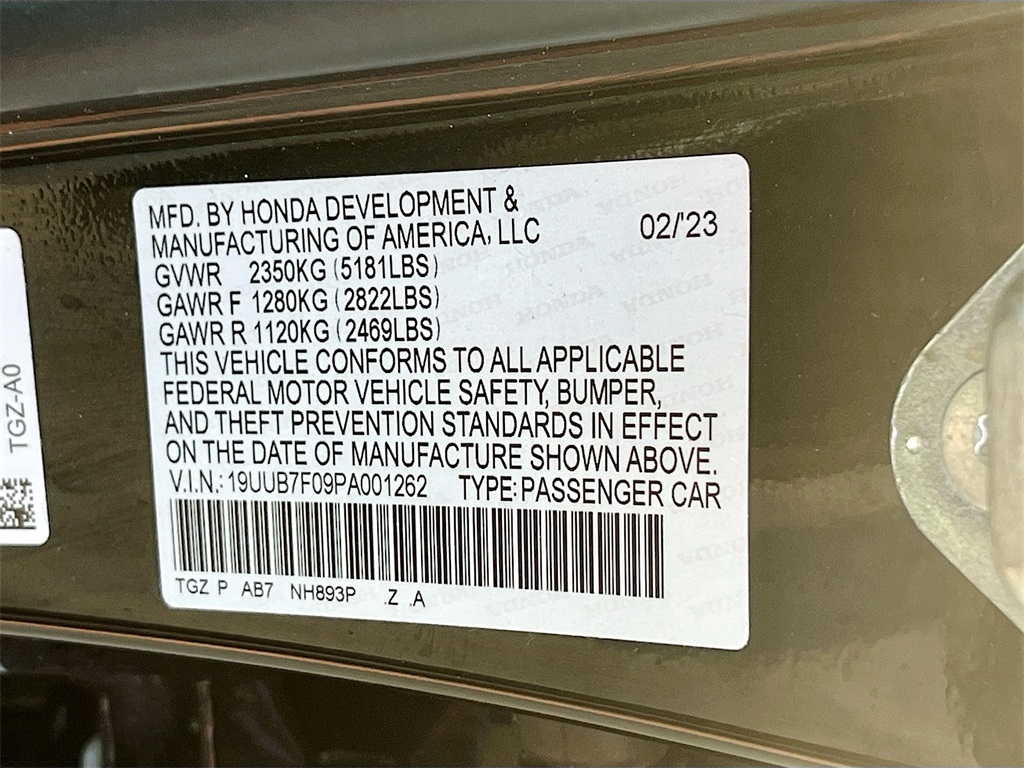 MFD. BY HONDA DEVELOPMENT &
MANUFACTURING OF AMERICA, LLC 02/'23
GVWR 2350KG (5181LBS)
GAWR F 1280KG (2822LBS)
GAWR R 1120KG (2469LBS)
THIS VEHICLE CONFORMS TO ALL APPLICABLE
FEDERAL MOTOR VEHICLE SAFETY, BUMPER,
AND THEFT PREVENTION STANDARDS IN EFFECT
ON THE DATE OF MANUFACTURE SHOWN ABOVE.
V.I.N.: 19UUB7F09PA001262 TYPE: PASSENGER CAR
TGZ P AB7 NH893P .Z .A
TGZ-A0